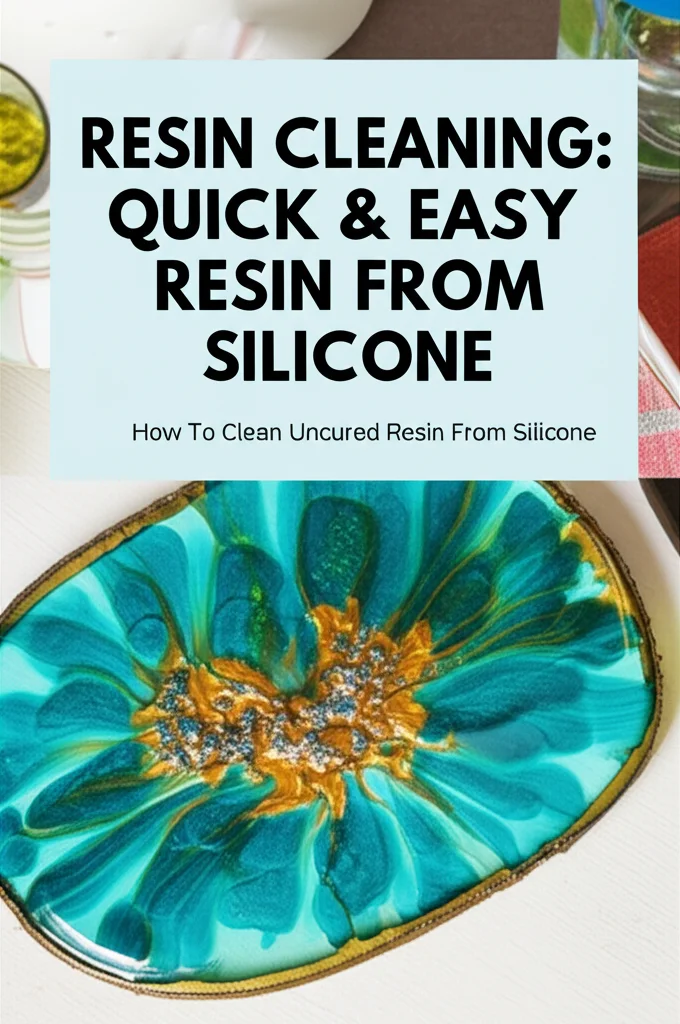 RESIN CLEANING:
QUICK & EASY
RESIN FROM
SILICONE
How To Clean Uncured Resin From Silicone